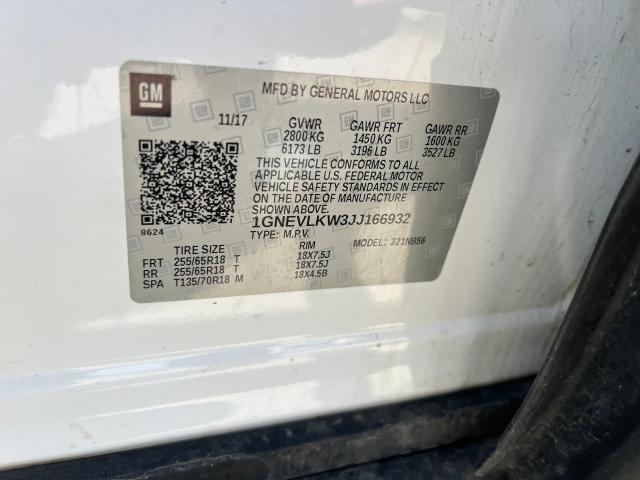 GM
MFD BY GENERAL MOTORS LLC
11/17 GVWR GAWR FRT GAWR RR
2800 KG 1450 KG 1600 KG
6173 LB 3196 LB 3527 LB
THIS VEHICLE CONFORMS TO ALL
APPLICABLE U.S. FEDERAL MOTOR
VEHICLE SAFETY STANDARDS IN EFFECT
ON THE DATE OF MANUFACTURE
SHOWN ABOVE.
8624 1GNEVLKW3JJ166932
TYPE: M.P.V. MODEL: 321NB56
TIRE SIZE RIM
FRT 255/65R18 T 18X7.5J
RR 255/65R18 T 18X7.5J
SPA T135/70R18 M 18X4.5B